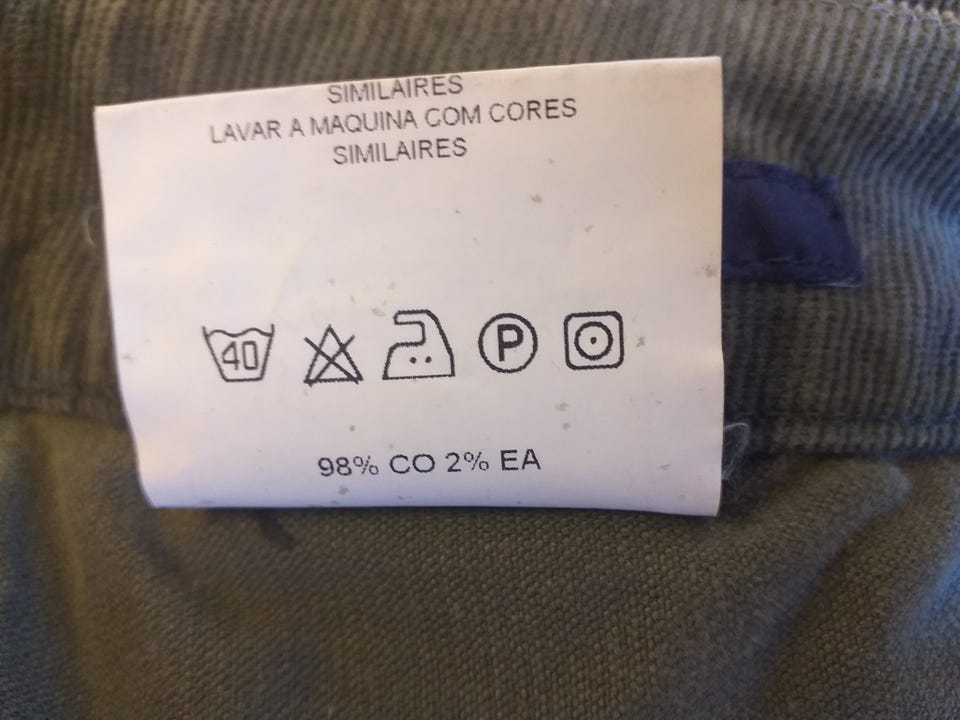 SIMILAIRES
LAVAR A MAQUINA COM CORES
SIMILAIRES
40
P
98% CO 2% EA